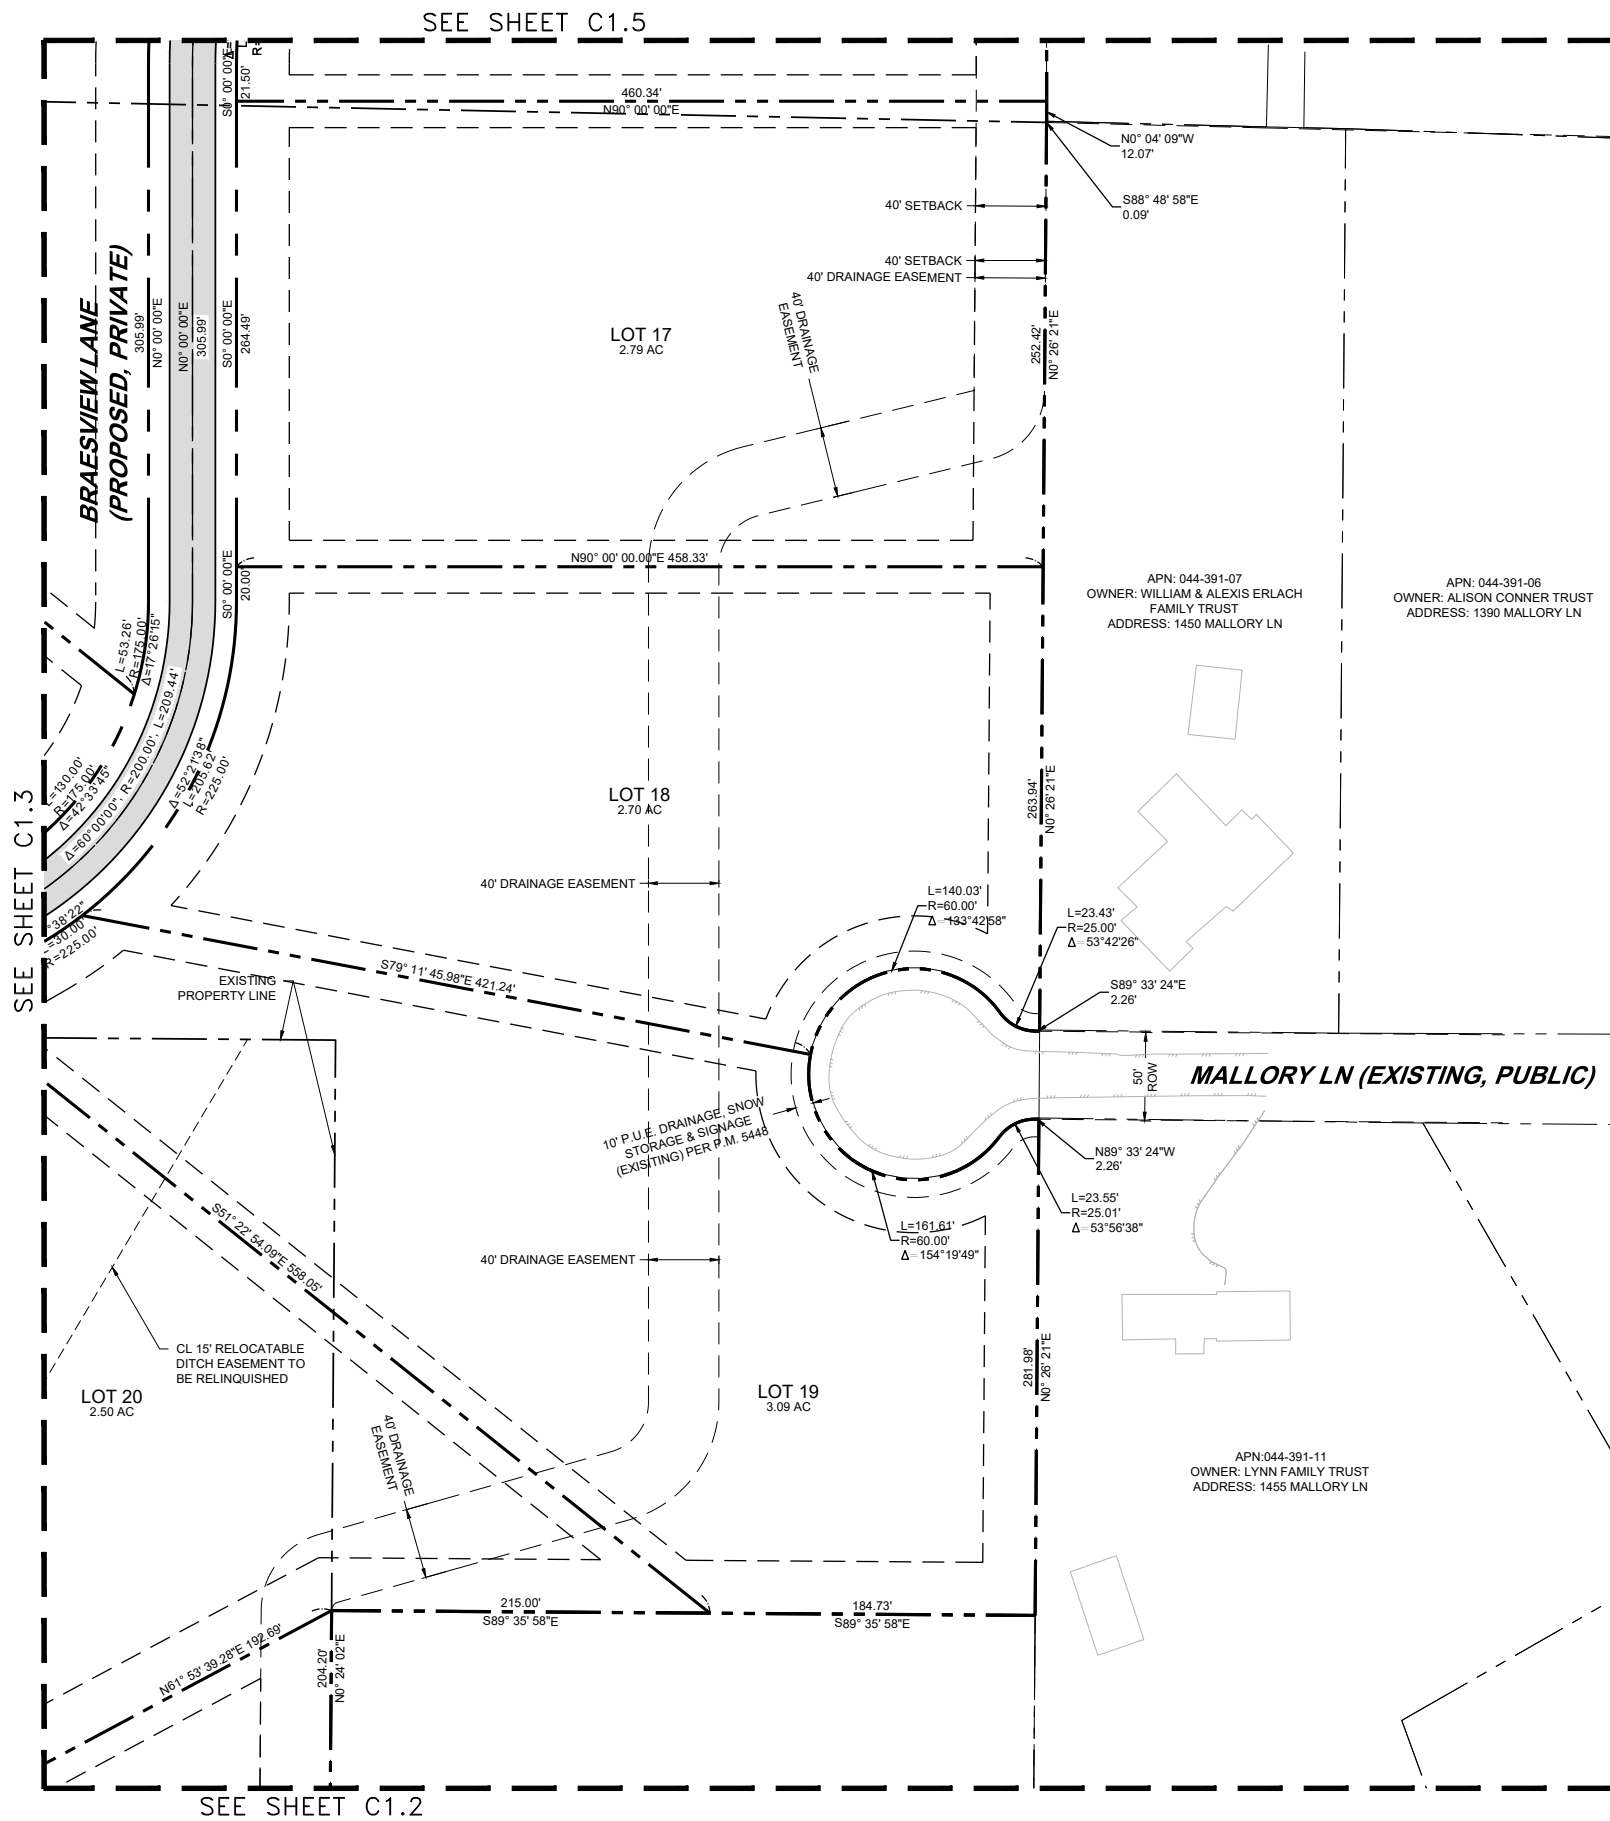 SEE SHEET C1.5
S0° 00' 00"E
21.50'
L
R=
460.34'
N90° 00' 00"E
N0° 04' 09"W
12.07'
S88° 48' 58"E
0.09'
40' SETBACK
40' SETBACK
40' DRAINAGE EASEMENT
40' DRAINAGE
EASEMENT
BRAESVIEW LANE
(PROPOSED, PRIVATE)
305.99'
N0° 00' 00"E
N0° 00' 00"E
305.99'
S0° 00' 00"E
264.49'
LOT 17
2.79 AC
252.42'
N0° 26' 21"E
N90° 00' 00.00"E 458.33'
S0° 00' 00"E
20.00'
APN: 044-391-07
OWNER: WILLIAM & ALEXIS ERLACH
FAMILY TRUST
ADDRESS: 1450 MALLORY LN
APN: 044-391-06
OWNER: ALISON CONNER TRUST
ADDRESS: 1390 MALLORY LN
L=53.26'
R=175.00'
Δ=17°26'15"
Δ=60°00'00", R=200.00', L=209.44'
=130.00'
R=175.00'
Δ=42°33'45"
Δ=52°21'38"
L=205.62'
R=225.00'
LOT 18
2.70 AC
263.94'
N0° 26' 21"E
SEE SHEET C1.3
40' DRAINAGE EASEMENT
L=140.03'
R=60.00'
Δ=133°42'58"
L=23.43'
R=25.00'
Δ=53°42'26"
°38'22"
=30.00'
R=225.00'
S79° 11' 45.98"E 421.24'
EXISTING
PROPERTY LINE
S89° 33' 24"E
2.26'
50'
ROW
MALLORY LN (EXISTING, PUBLIC)
10' P.U.E. DRAINAGE, SNOW
STORAGE & SIGNAGE
(EXISITING) PER P.M. 5448
N89° 33' 24"W
2.26'
L=23.55'
R=25.01'
Δ=53°56'38"
L=161.61'
R=60.00'
Δ=154°19'49"
S51° 22' 54.09"E 558.05'
40' DRAINAGE EASEMENT
CL 15' RELOCATABLE
DITCH EASEMENT TO
BE RELINQUISHED
LOT 20
2.50 AC
LOT 19
3.09 AC
281.98'
N0° 26' 21"E
40' DRAINAGE
EASEMENT
APN:044-391-11
OWNER: LYNN FAMILY TRUST
ADDRESS: 1455 MALLORY LN
215.00'
S89° 35' 58"E
184.73'
S89° 35' 58"E
N61° 53' 39.28"E 192.69'
204.20'
N0° 24' 02"E
SEE SHEET C1.2